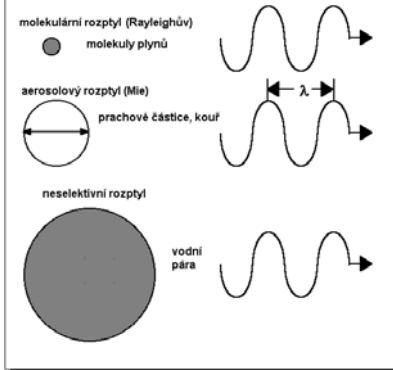 molekulární rozptyl (Rayleighův)
molekuly plynů
aerosolový rozptyl (Mie)
λ
prachové částice, kouř
neselektivní rozptyl
vodní
pára